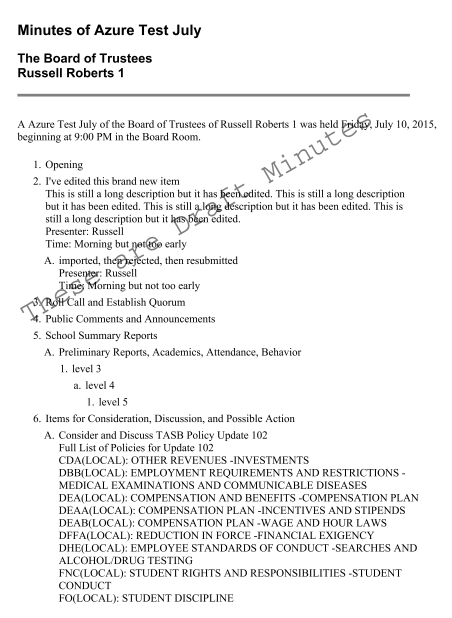 Minutes of Azure Test July
The Board of Trustees
Russell Roberts 1
A Azure Test July of the Board of Trustees of Russell Roberts 1 was held Friday, July 10, 2015,
beginning at 9:00 PM in the Board Room.
1. Opening
2. I've edited this brand new item
This is still a long description but it has been edited. This is still a long description
but it has been edited. This is still a long description but it has been edited. This is
still a long description but it has been edited.
Presenter: Russell
Time: Morning but not too early
A. imported, then rejected, then resubmitted
Presenter: Russell
Time: Morning but not too early
3. Roll Call and Establish Quorum
4. Public Comments and Announcements
5. School Summary Reports
A. Preliminary Reports, Academics, Attendance, Behavior
1. level 3
a. level 4
1. level 5
6. Items for Consideration, Discussion, and Possible Action
A. Consider and Discuss TASB Policy Update 102
Full List of Policies for Update 102
CDA(LOCAL): OTHER REVENUES -INVESTMENTS
DBB(LOCAL): EMPLOYMENT REQUIREMENTS AND RESTRICTIONS -
MEDICAL EXAMINATIONS AND COMMUNICABLE DISEASES
DEA(LOCAL): COMPENSATION AND BENEFITS -COMPENSATION PLAN
DEAA(LOCAL): COMPENSATION PLAN -INCENTIVES AND STIPENDS
DEAB(LOCAL): COMPENSATION PLAN -WAGE AND HOUR LAWS
DFFA(LOCAL): REDUCTION IN FORCE -FINANCIAL EXIGENCY
DHE(LOCAL): EMPLOYEE STANDARDS OF CONDUCT -SEARCHES AND
ALCOHOL/DRUG TESTING
FNC(LOCAL): STUDENT RIGHTS AND RESPONSIBILITIES -STUDENT
CONDUCT
FO(LOCAL): STUDENT DISCIPLINE
These are Draft Minutes